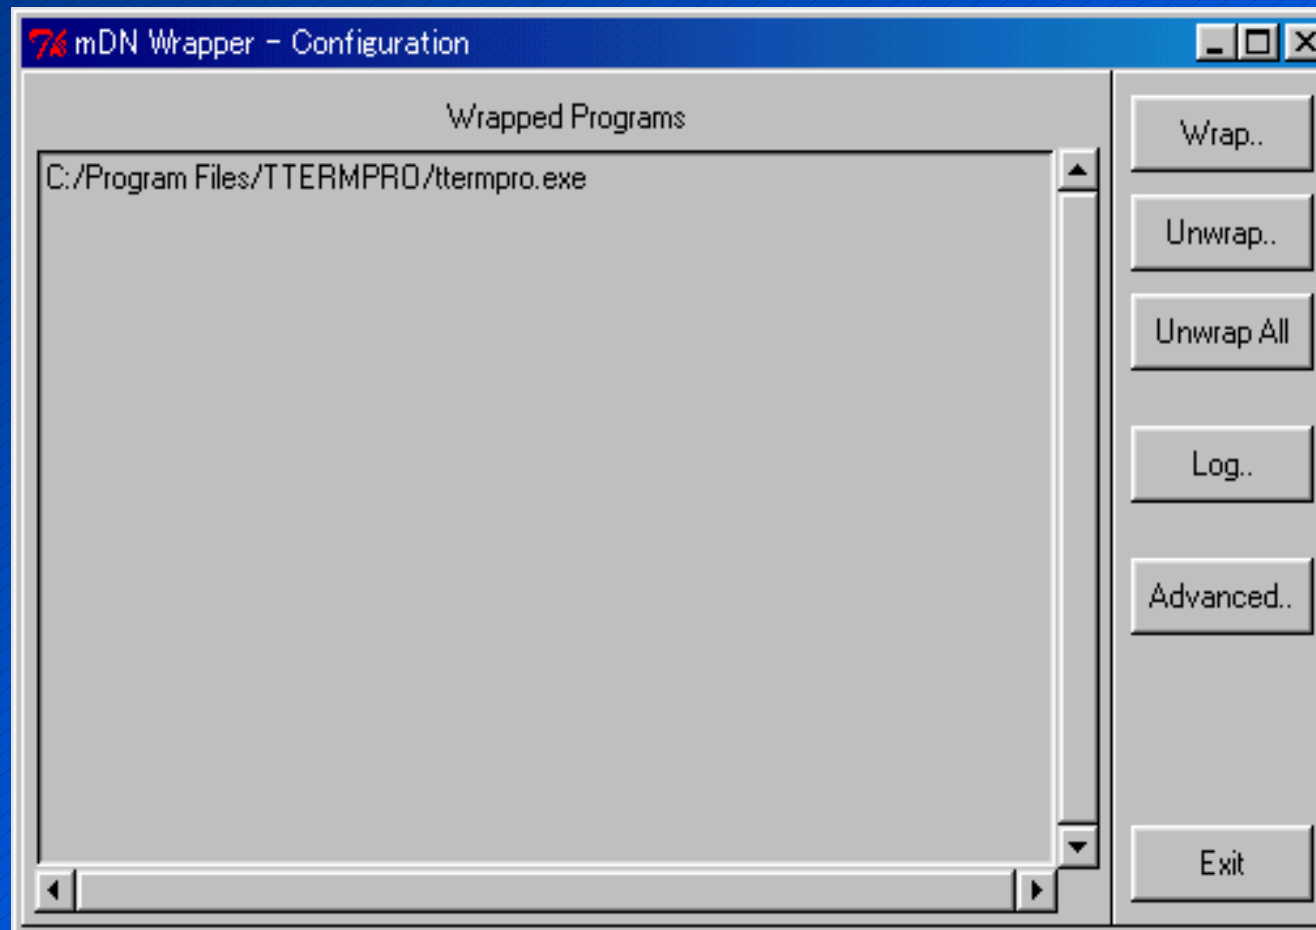 mDN Wrapper - Configuration
Wrapped Programs
C:/Program Files/TTERMPRO/ttermpro.exe
Wrap..
Unwrap..
Unwrap All
Log..
Advanced..
Exit